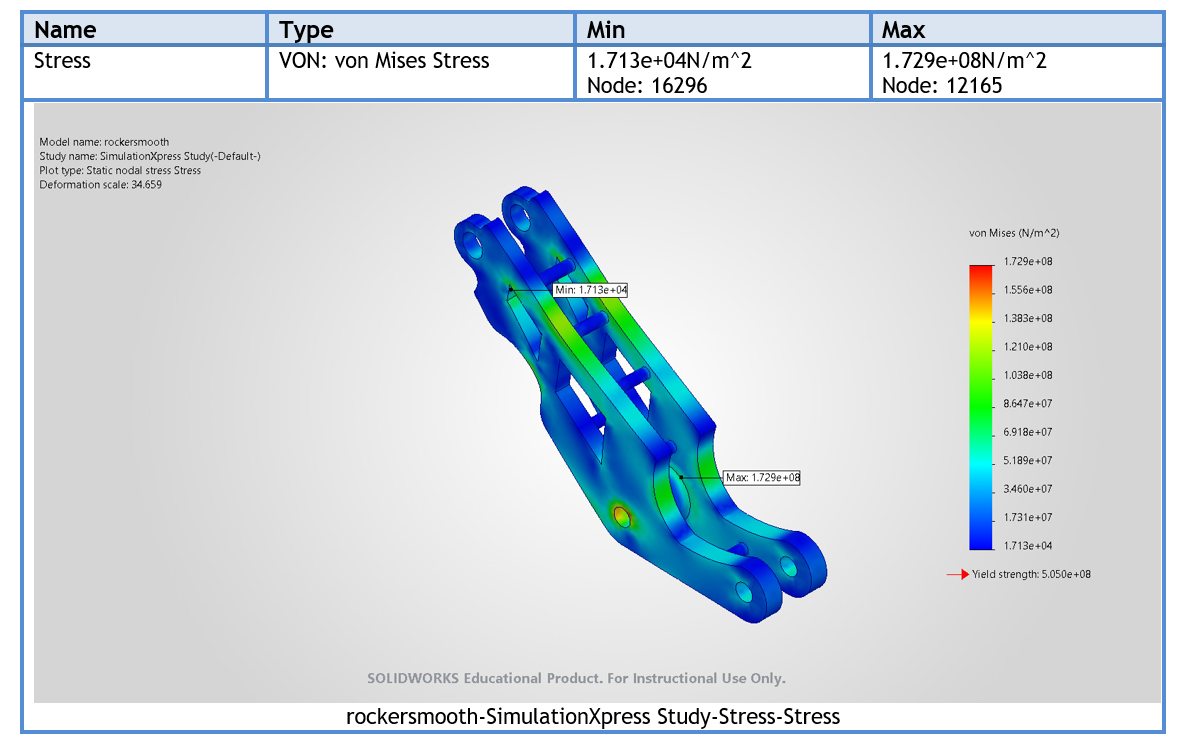 Name Type Min Max
Stress VON: von Mises Stress 1.713e+04N/m^2 1.729e+08N/m^2
Node: 16296 Node: 12165
Model name: rockersmooth
Study name: SimulationXpress Study(-Default-)
Plot type: Static nodal stress Stress
Deformation scale: 34.659
von Mises (N/m^2)
1.729e+08
1.556e+08
1.383e+08
1.210e+08
1.038e+08
8.647e+07
6.918e+07
5.189e+07
3.460e+07
1.731e+07
1.713e+04
Yield strength: 5.050e+08
Min: 1.713e+04
Max: 1.729e+08
SOLIDWORKS Educational Product. For Instructional Use Only.
rockersmooth-SimulationXpress Study-Stress-Stress